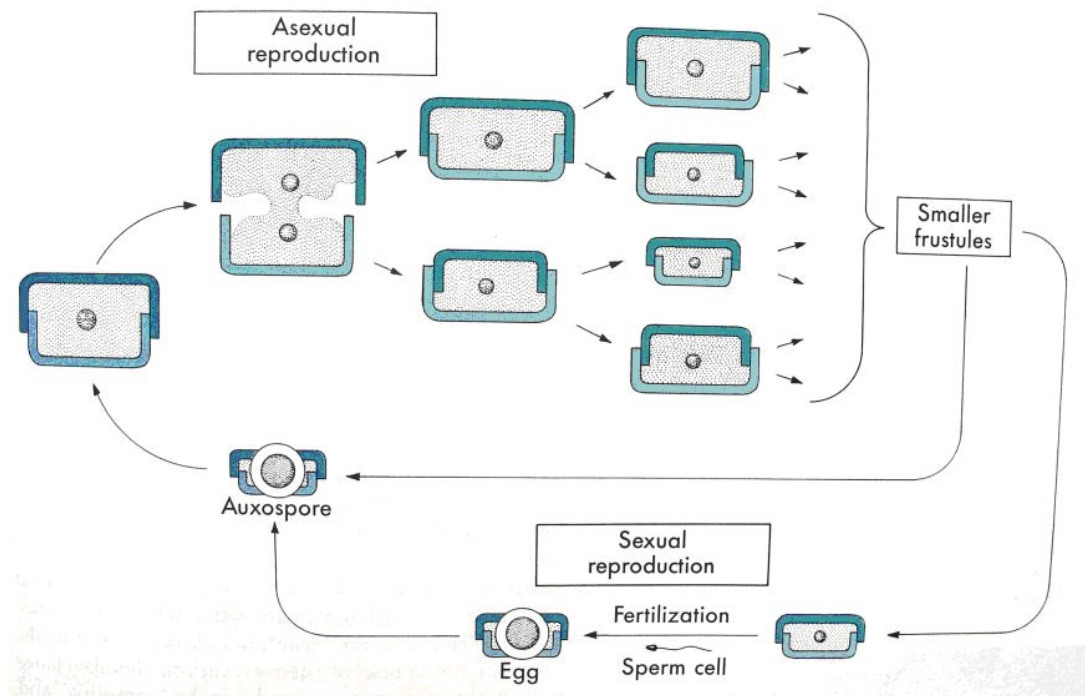 Asexual
reproduction
Smaller
frustules
Auxospore
Sexual
reproduction
Fertilization
Sperm cell
Egg